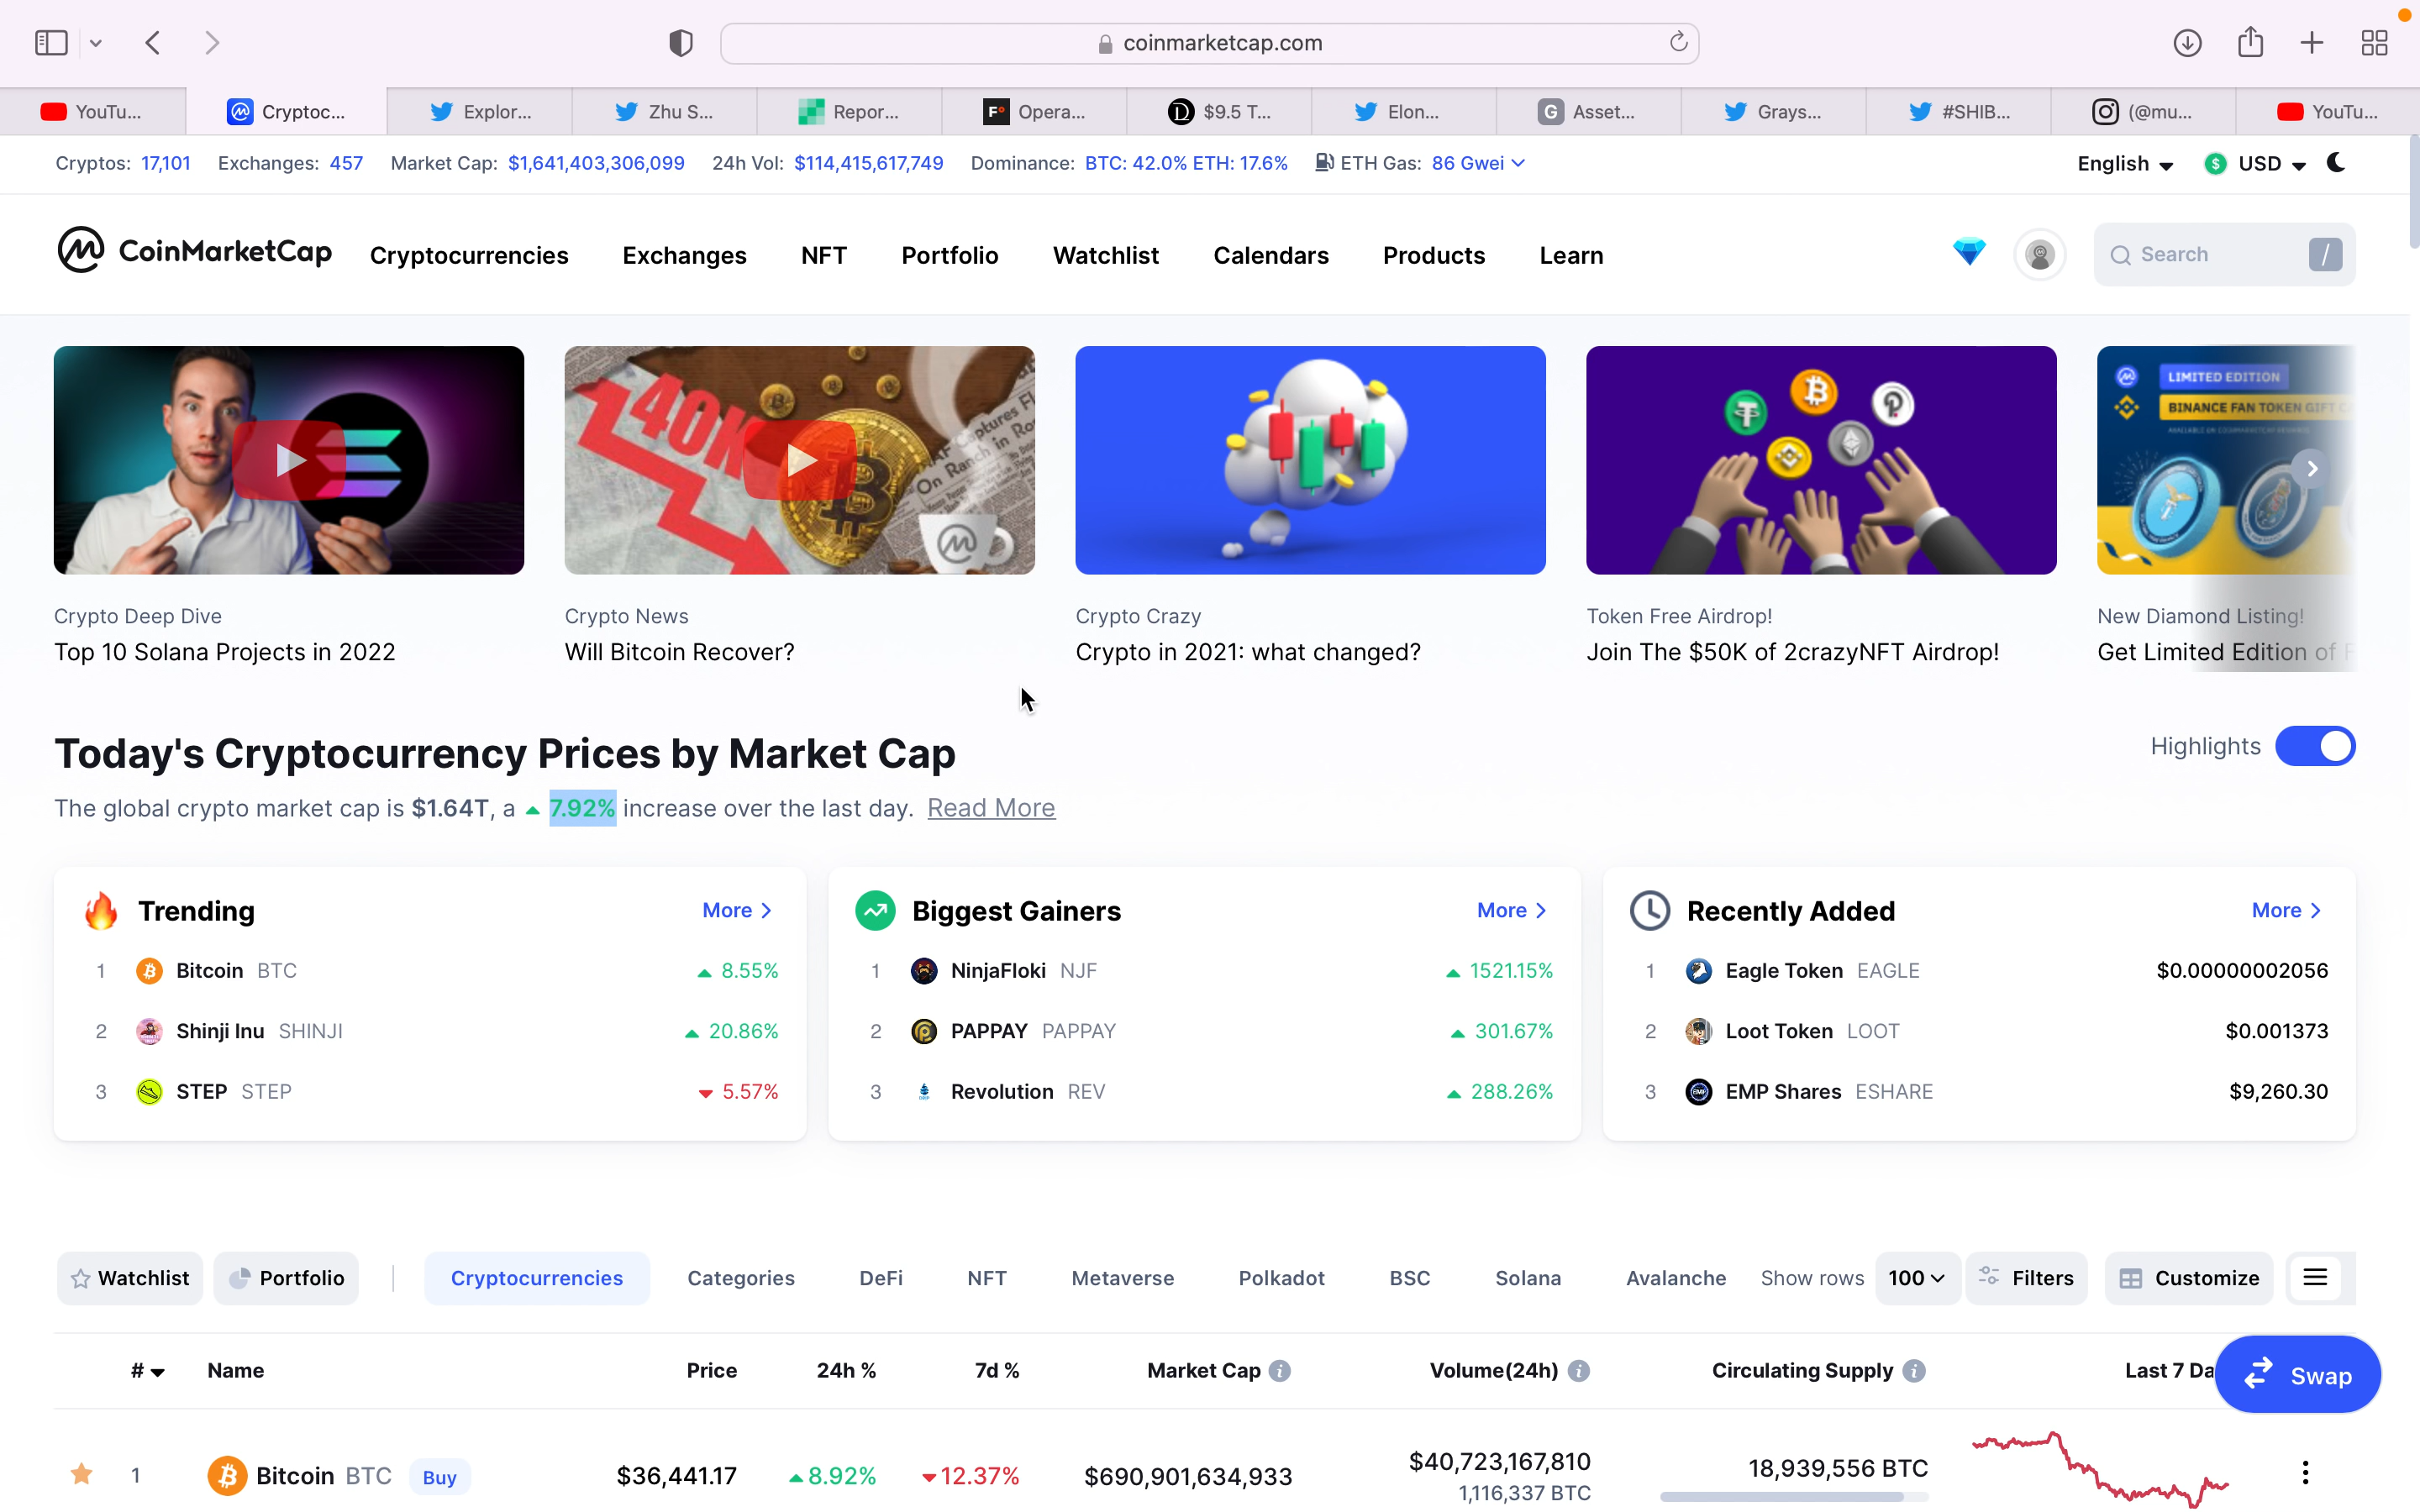 coinmarketcap.com
YouTu... Cryptoc... Explor... Zhu S... Repor... Opera... $9.5 T... Elon... Asset... Grays... #SHIB... (@mu... YouTu...
Cryptos: 17,101 Exchanges: 457 Market Cap: $1,641,403,306,099 24h Vol: $114,415,617,749 Dominance: BTC: 42.0% ETH: 17.6% ETH Gas: 86 Gwei English USD
CoinMarketCap Cryptocurrencies Exchanges NFT Portfolio Watchlist Calendars Products Learn Search /
40K
LIMITED EDITION
BINANCE FAN TOKEN GIFT
Crypto Deep Dive
Top 10 Solana Projects in 2022
Crypto News
Will Bitcoin Recover?
Crypto Crazy
Crypto in 2021: what changed?
Token Free Airdrop!
Join The $50K of 2crazyNFT Airdrop!
New Diamond Listing!
Get Limited Edition of F
Today's Cryptocurrency Prices by Market Cap
Highlights
The global crypto market cap is $1.64T, a 7.92% increase over the last day. Read More
Trending More
1 Bitcoin BTC 8.55%
2 Shinji Inu SHINJI 20.86%
3 STEP STEP 5.57%
Biggest Gainers More
1 NinjaFloki NJF 1521.15%
2 PAPPAY PAPPAY 301.67%
3 Revolution REV 288.26%
Recently Added More
1 Eagle Token EAGLE $0.00000002056
2 Loot Token LOOT $0.001373
3 EMP Shares ESHARE $9,260.30
Watchlist Portfolio Cryptocurrencies Categories DeFi NFT Metaverse Polkadot BSC Solana Avalanche Show rows 100 Filters Customize
# Name Price 24h % 7d % Market Cap Volume(24h) Circulating Supply Last 7 Da
Swap
1 Bitcoin BTC Buy $36,441.17 8.92% 12.37% $690,901,634,933 $40,723,167,810 18,939,556 BTC
1,116,337 BTC